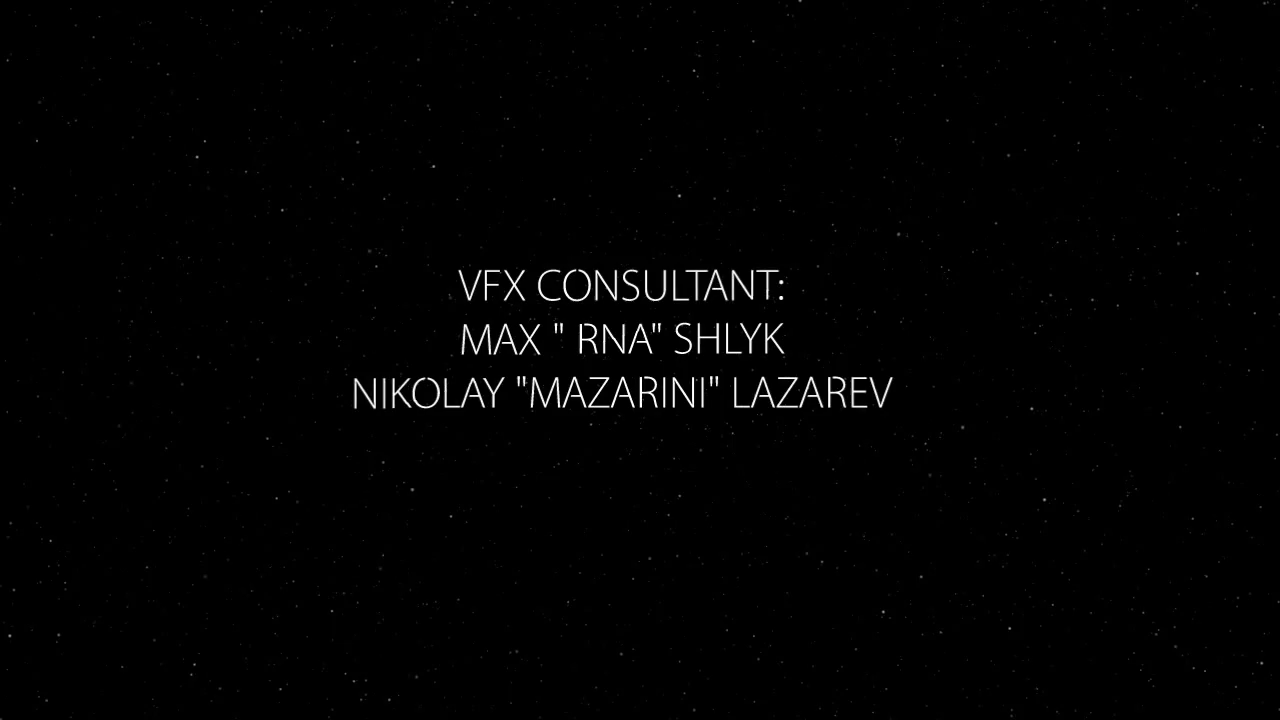 VFX CONSULTANT:
MAX " RNA" SHLYK
NIKOLAY "MAZARINI" LAZAREV